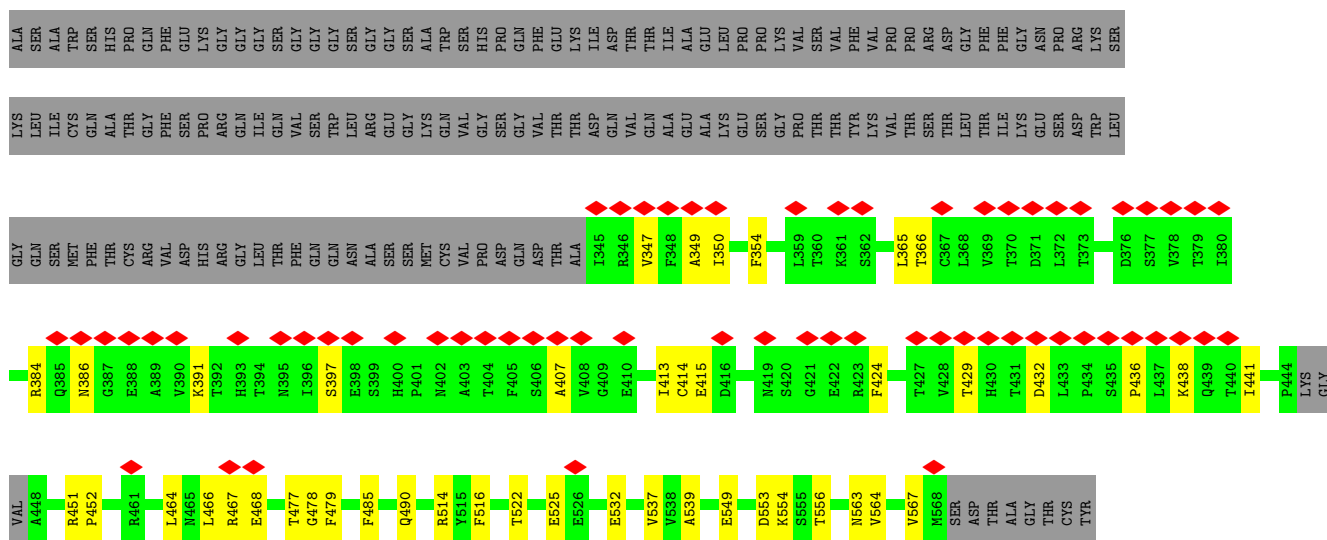 ALA SER ALA TRP SER HIS PRO GLN PHE GLU LYS GLY GLY GLY SER GLY GLY GLY SER GLY GLY SER ALA TRP SER HIS PRO GLN PHE GLU LYS ILE ASP THR THR ILE ALA GLU LEU PRO PRO LYS VAL SER VAL PHE VAL PRO PRO ARG ASP GLY PHE PHE GLY ASN PRO ARG LYS SER
LYS LEU ILE CYS GLN ALA THR GLY PHE SER PRO ARG GLN ILE GLN VAL SER TRP LEU ARG GLU GLY LYS GLN VAL GLY SER GLY VAL THR THR ASP GLN VAL GLN ALA GLU ALA LYS GLU SER GLY PRO THR THR TYR LYS VAL THR SER THR LEU THR ILE LYS GLU SER ASP TRP LEU
GLY GLN SER MET PHE THR CYS ARG VAL ASP HIS ARG GLY LEU THR PHE GLN GLN ASN ALA SER SER MET CYS VAL PRO ASP GLN ASP THR ALA I345 R346 V347 F348 A349 I350 F354 L359 T360 K361 S362 L365 T366 C367 L368 V369 T370 D371 L372 T373 D376 S377 V378 T379 I380
R384 Q385 N386 G387 E388 A389 V390 K391 T392 H393 T394 N395 I396 S397 E398 S399 H400 P401 N402 A403 T404 F405 S406 A407 V408 G409 E410 I413 C414 E415 D416 N419 S420 G421 E422 R423 F424 T427 V428 T429 H430 T431 D432 L433 P434 S435 P436 L437 K438 Q439 T440 I441 P444 LYS GLY
VAL A448 R451 P452 R461 L464 N465 L466 R467 E468 T477 G478 F479 F485 Q490 R514 Y515 F516 T522 E525 E526 E532 V537 V538 A539 E549 D553 K554 S555 T556 N563 V564 V567 M568 SER ASP THR ALA GLY THR CYS TYR